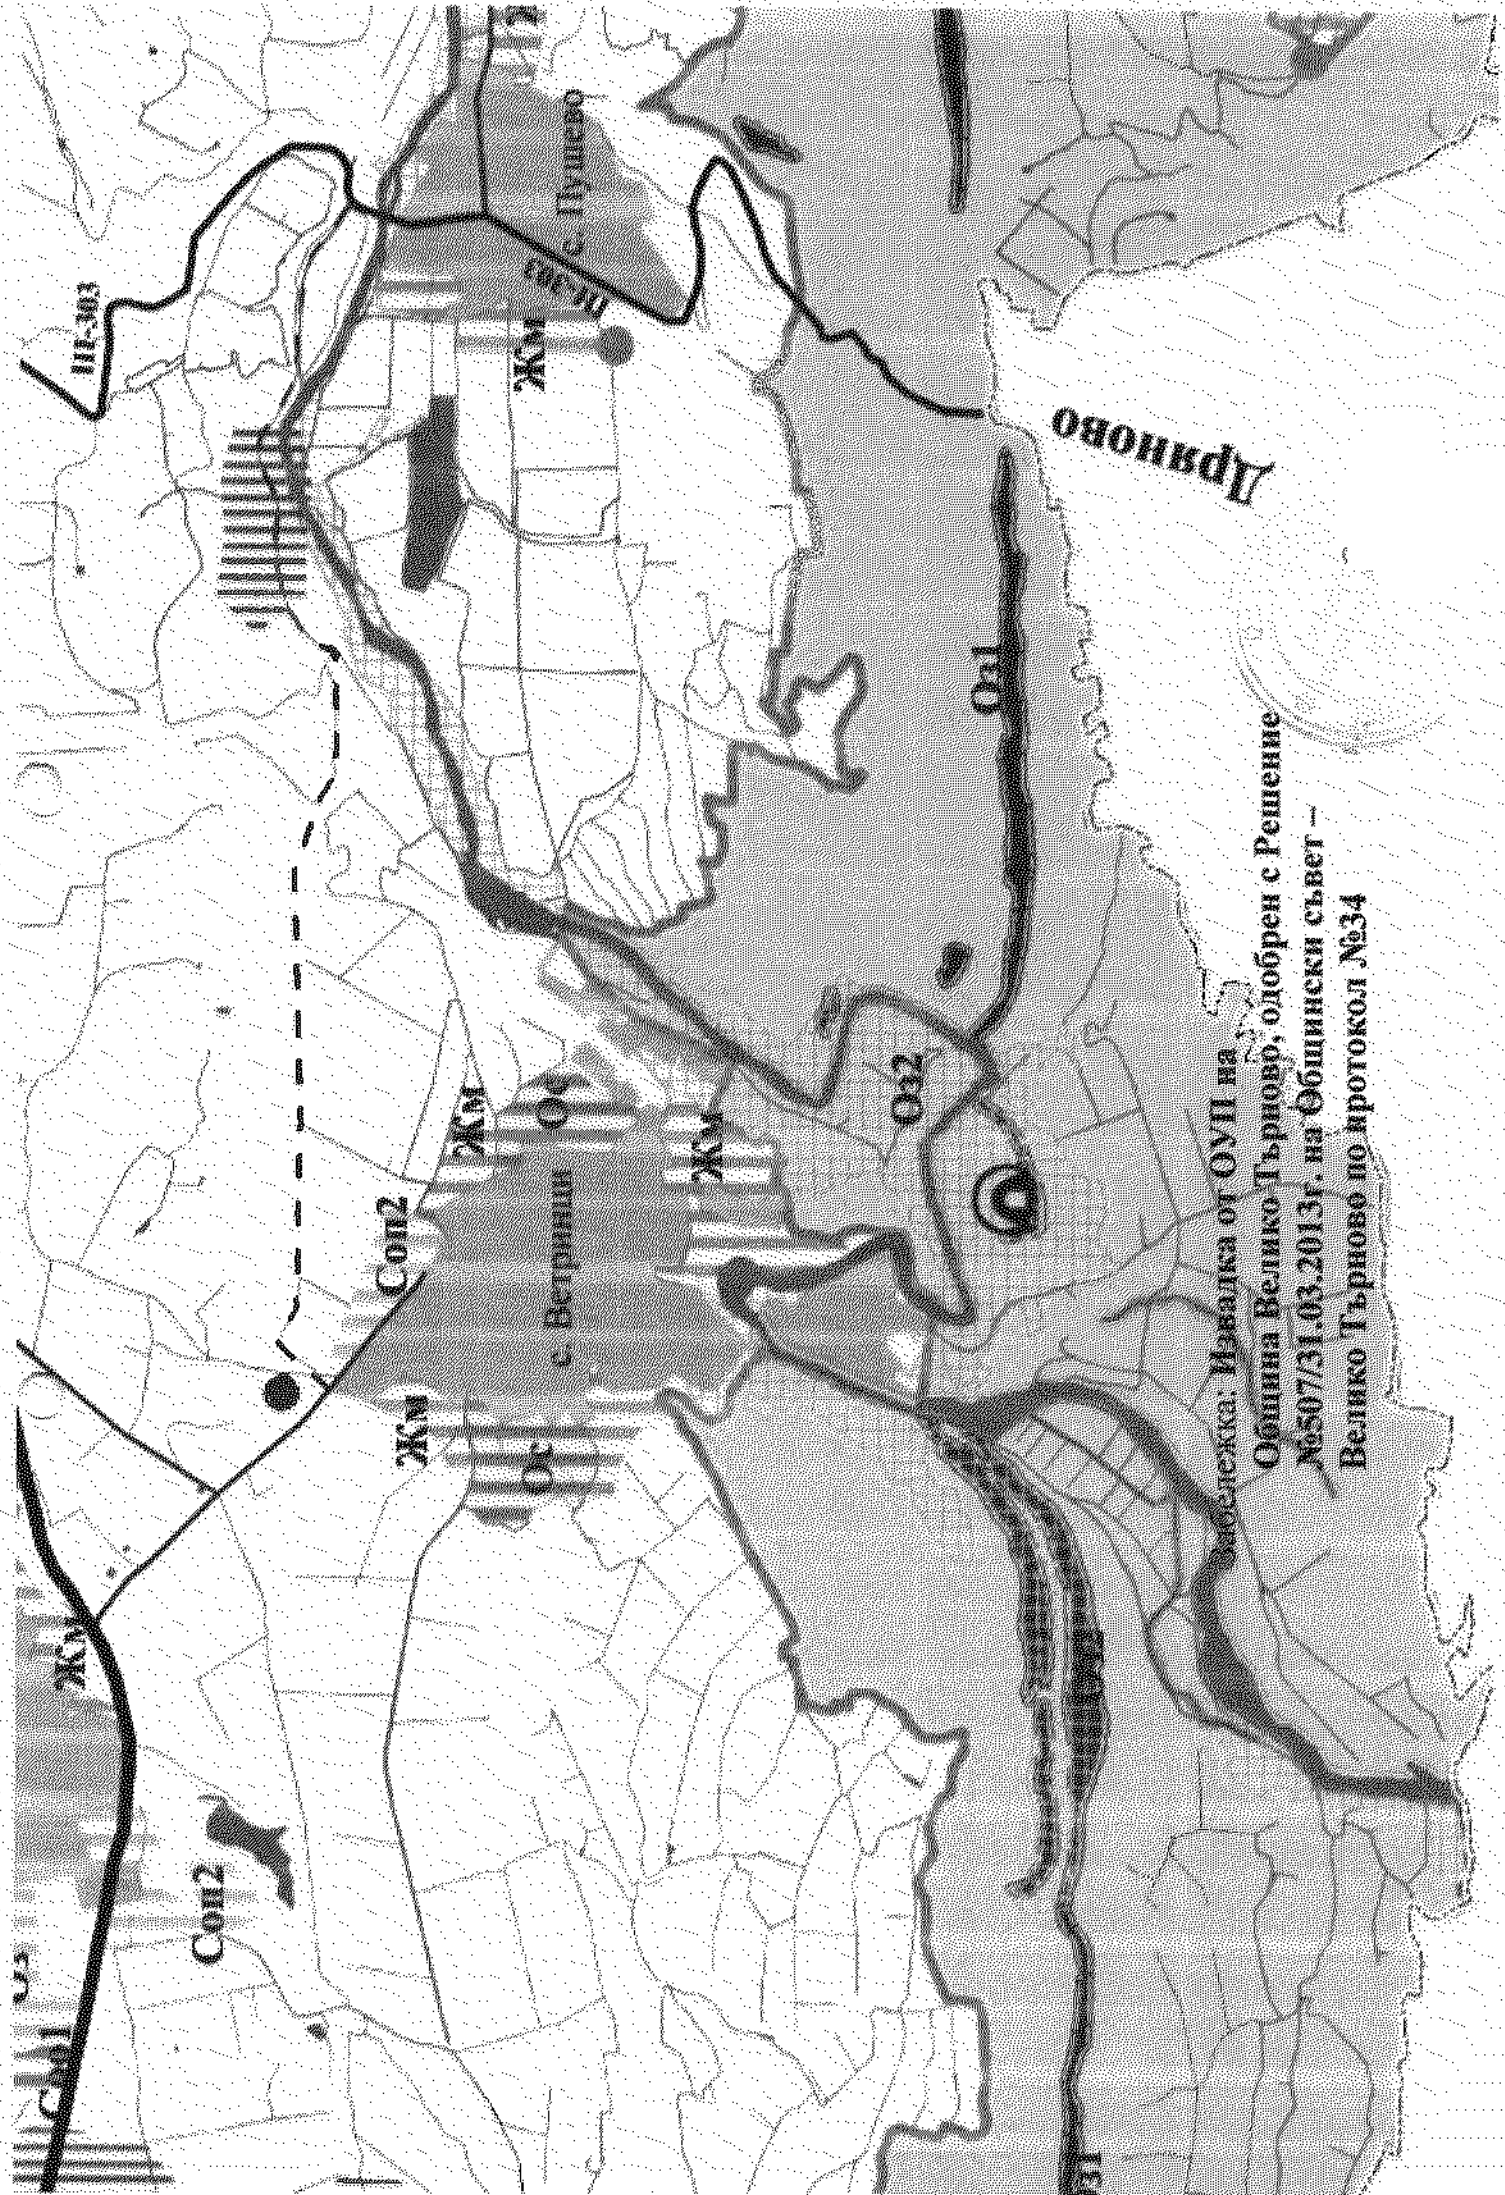 III-303
с. Пушево
III-303
Жм
Дряново
Оз1
Оз2
Жм
Ос
Жм
Соп2
с. Ветринци
Жм
Ос
Жм
Соп2
Забележка: Извадка от ОУП на
Община Велико Търново, одобрен с Решение
№507/31.03.2013г. на Общински съвет –
Велико Търново по протокол №34